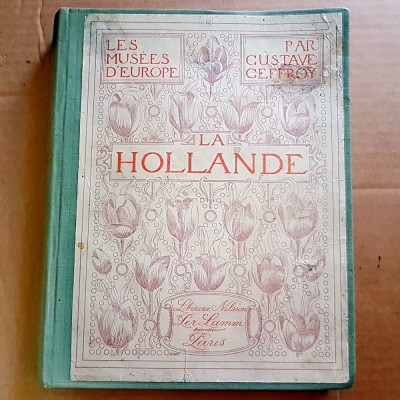 LES
MUSÉES
D'EUROPE
PAR
GUSTAVE
GEFFROY
LA
HOLLANDE
Librairie Nilsson
Per Lamm
Paris